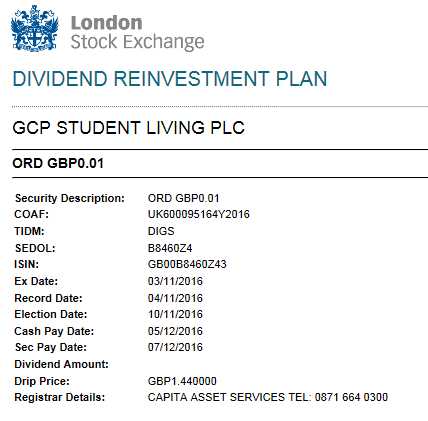 London
Stock Exchange
DIVIDEND REINVESTMENT PLAN
GCP STUDENT LIVING PLC
ORD GBP0.01
Security Description: ORD GBP0.01
COAF: UK600095164Y2016
TIDM: DIGS
SEDOL: B8460Z4
ISIN: GB00B8460Z43
Ex Date: 03/11/2016
Record Date: 04/11/2016
Election Date: 10/11/2016
Cash Pay Date: 05/12/2016
Sec Pay Date: 07/12/2016
Dividend Amount:
Drip Price: GBP1.440000
Registrar Details: CAPITA ASSET SERVICES TEL: 0871 664 0300